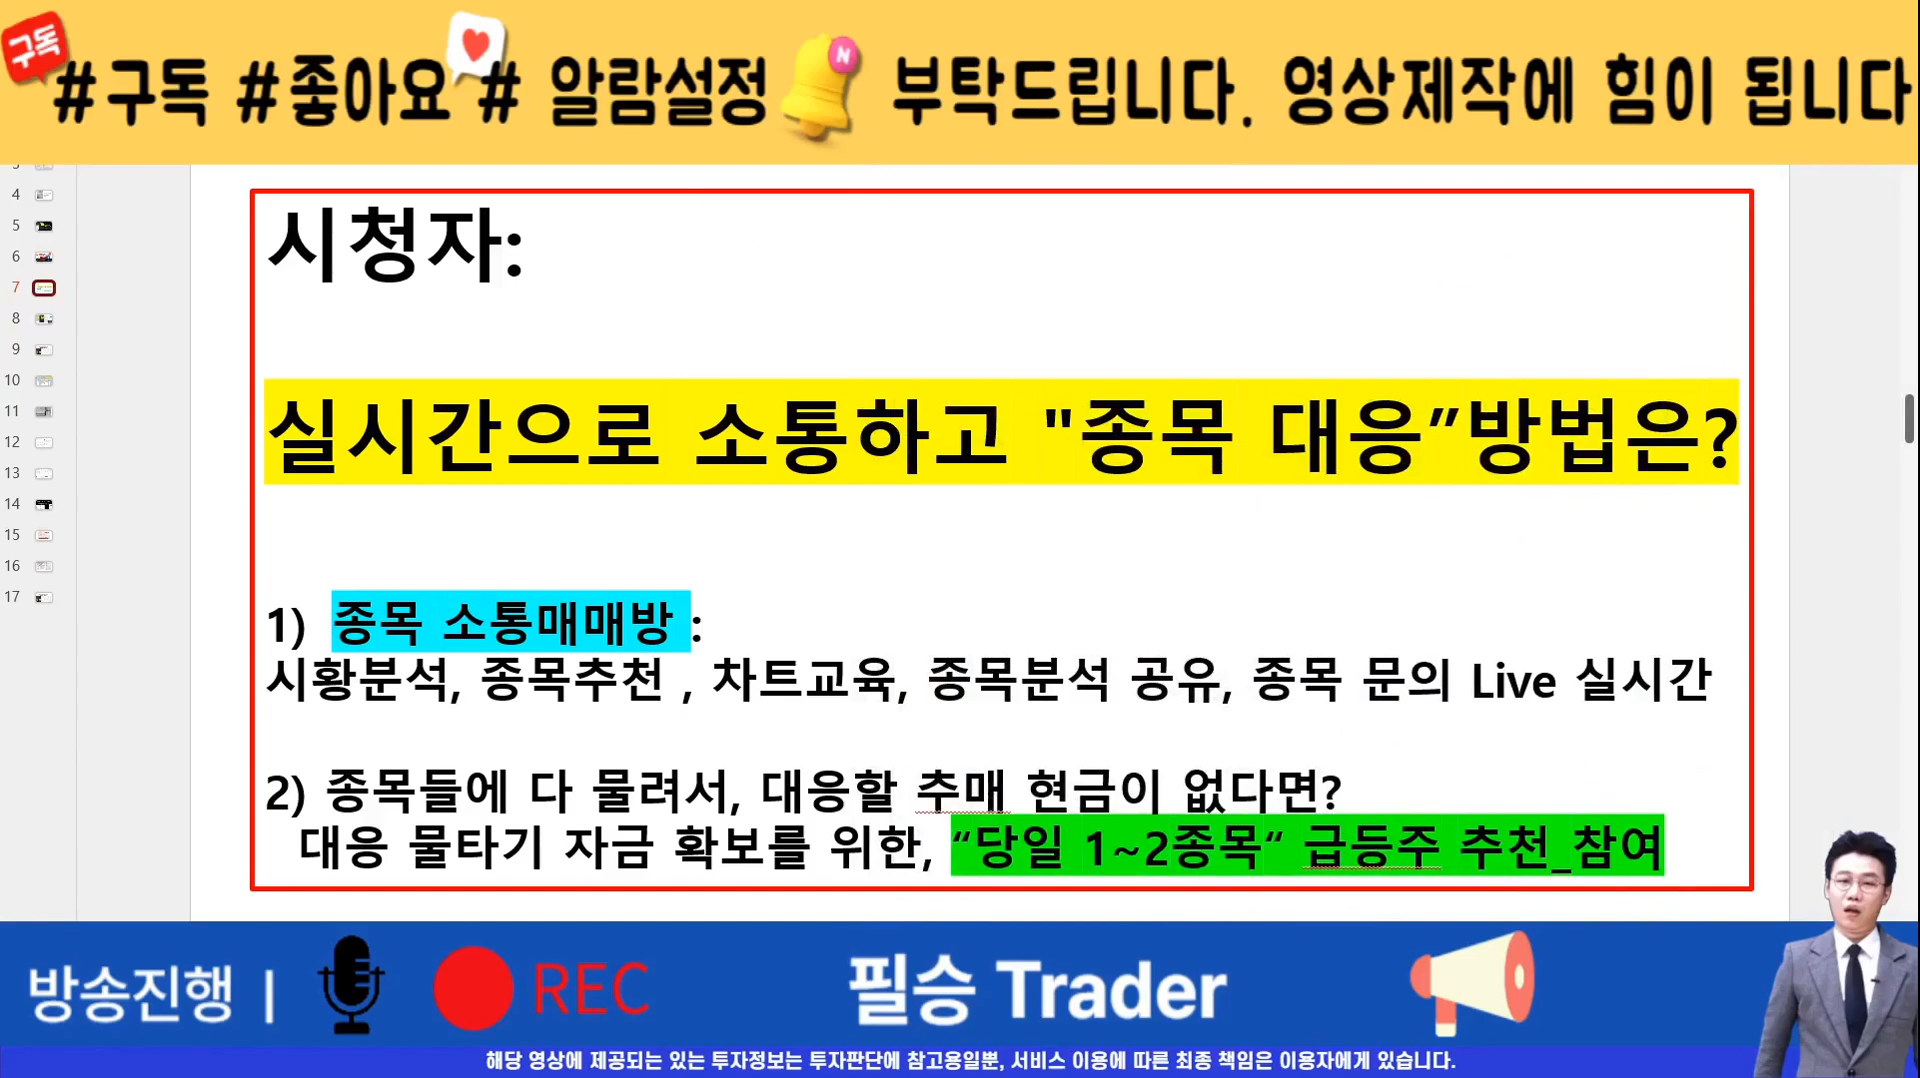 구독
#구독 #좋아요 # 알람설정 N 부탁드립니다. 영상제작에 힘이 됩니다
4
5
6
7
8
9
10
11
12
13
14
15
16
17
시청자:
실시간으로 소통하고 "종목 대응”방법은?
1) 종목 소통매매방 :
시황분석, 종목추천 , 차트교육, 종목분석 공유, 종목 문의 Live 실시간
2) 종목들에 다 물려서, 대응할 추매 현금이 없다면?
대응 물타기 자금 확보를 위한, “당일 1~2종목“ 급등주 추천_참여
방송진행 | REC 필승 Trader
해당 영상에 제공되는 있는 투자정보는 투자판단에 참고용일뿐, 서비스 이용에 따른 최종 책임은 이용자에게 있습니다.